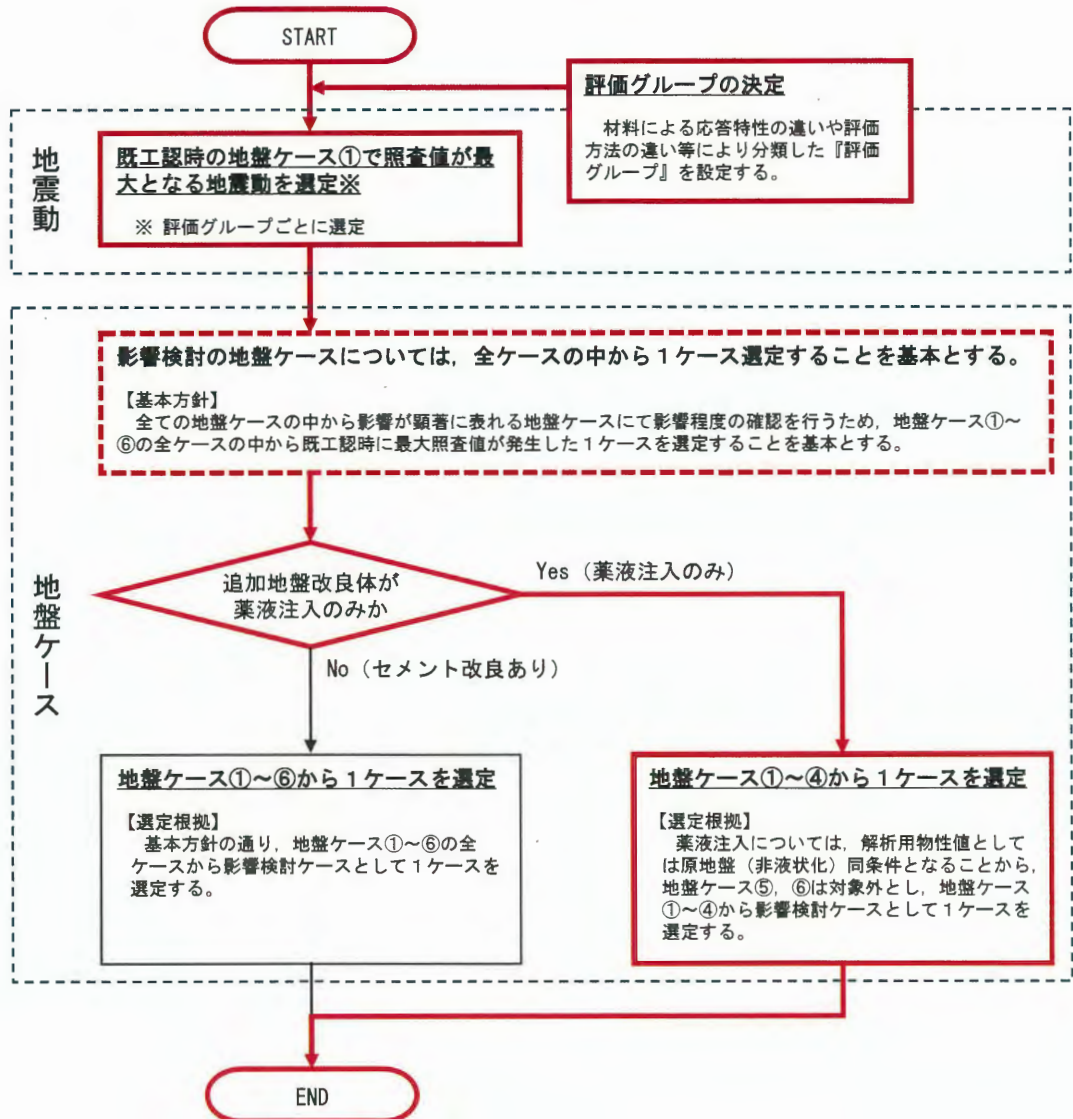 START
評価グループの決定
材料による応答特性の違いや評価
方法の違い等により分類した『評価
グループ』を設定する。
地震動
既工認時の地盤ケース①で照査値が最
大となる地震動を選定※
※ 評価グループごとに選定
影響検討の地盤ケースについては，全ケースの中から１ケース選定することを基本とする。
【基本方針】
全ての地盤ケースの中から影響が顕著に表れる地盤ケースにて影響程度の確認を行うため，地盤ケース①～
⑥の全ケースの中から既工認時に最大照査値が発生した１ケースを選定することを基本とする。
地盤ケース
追加地盤改良体が
薬液注入のみか
Yes（薬液注入のみ）
No（セメント改良あり）
地盤ケース①～⑥から１ケースを選定
【選定根拠】
基本方針の通り，地盤ケース①～⑥の全
ケースから影響検討ケースとして１ケースを
選定する。
地盤ケース①～④から１ケースを選定
【選定根拠】
薬液注入については，解析用物性値として
は原地盤（非液状化）同条件となることから，
地盤ケース⑤，⑥は対象外とし，地盤ケース
①～④から影響検討ケースとして１ケースを
選定する。
END